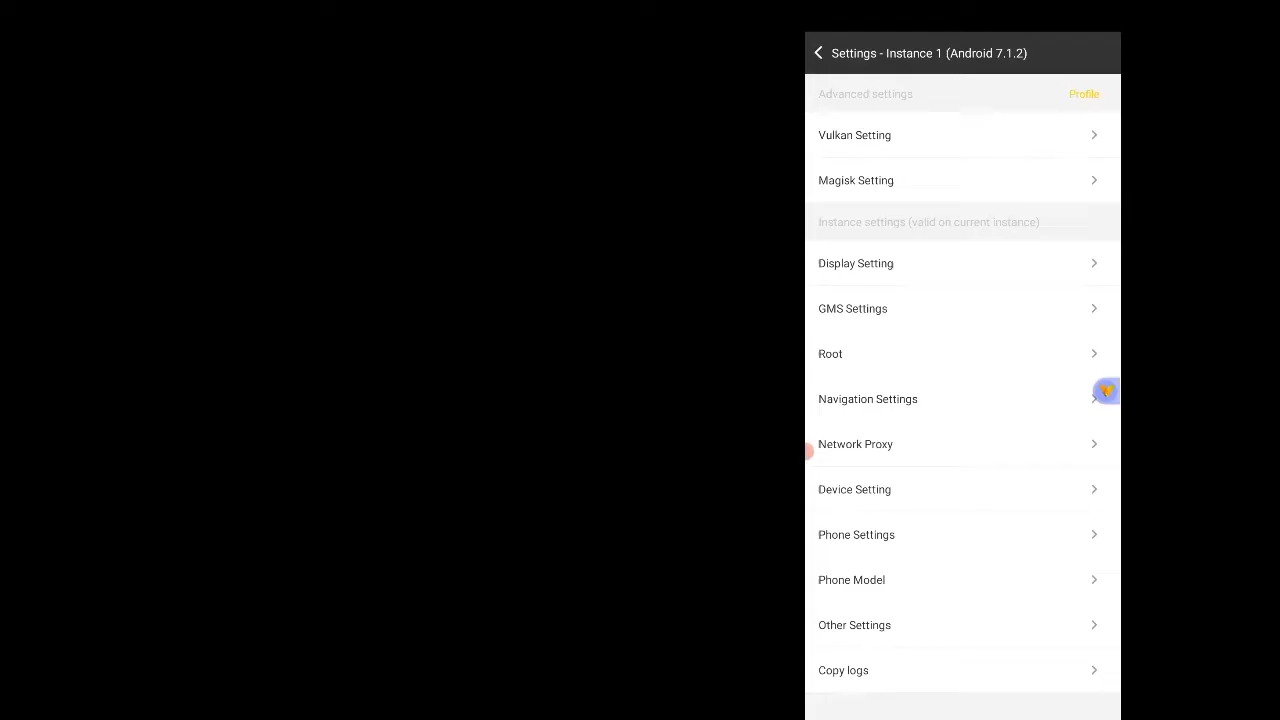 Settings - Instance 1 (Android 7.1.2)
Advanced settings Profile
Vulkan Setting
Magisk Setting
Instance settings (valid on current instance)
Display Setting
GMS Settings
Root
Navigation Settings
Network Proxy
Device Setting
Phone Settings
Phone Model
Other Settings
Copy logs